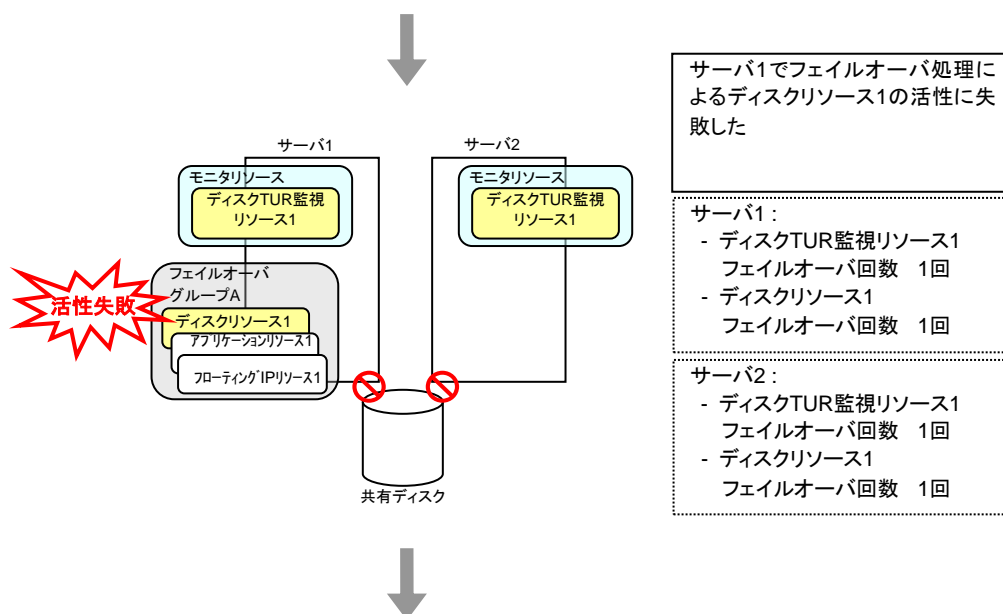 サーバ1でフェイルオーバ処理に
よるディスクリソース1の活性に失
敗した
サーバ1
サーバ2
モニタリソース
ディスクTUR監視
リソース1
モニタリソース
ディスクTUR監視
リソース1
フェイルオーバ
グループA
活性失敗
ディスクリソース1
アプリケーションリソース1
フローティングIPリソース1
共有ディスク
サーバ1 :
- ディスクTUR監視リソース1
フェイルオーバ回数 1回
- ディスクリソース1
フェイルオーバ回数 1回
サーバ2 :
- ディスクTUR監視リソース1
フェイルオーバ回数 1回
- ディスクリソース1
フェイルオーバ回数 1回